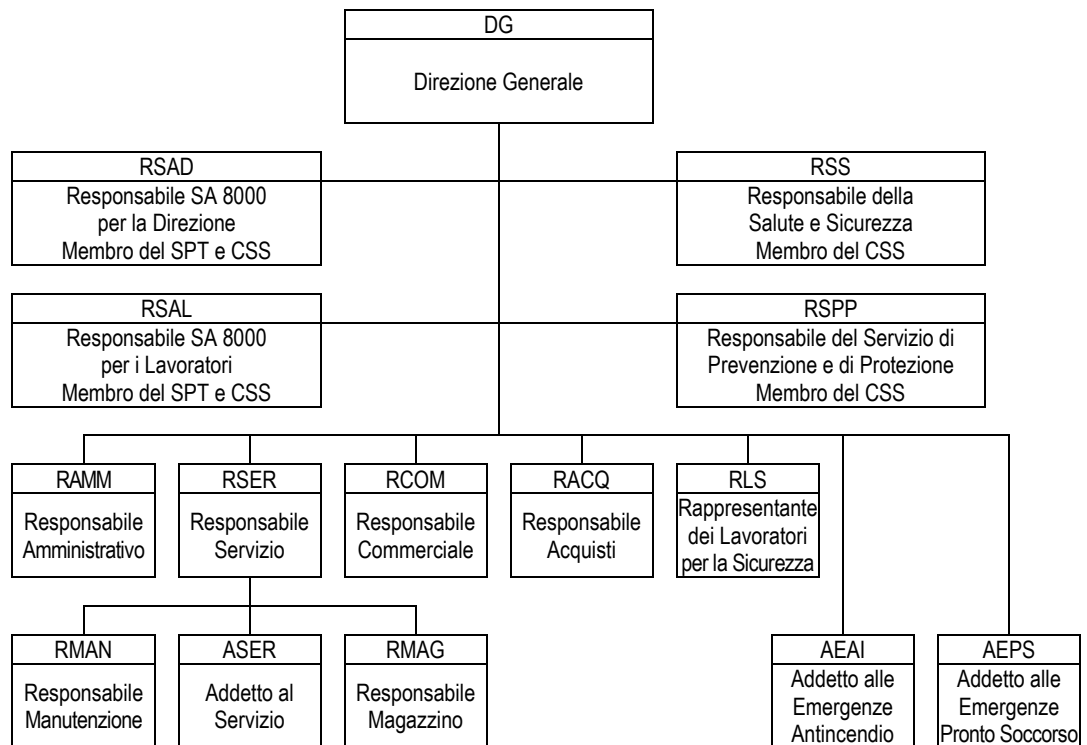 DG
Direzione Generale
RSAD
Responsabile SA 8000
per la Direzione
Membro del SPT e CSS
RSS
Responsabile della
Salute e Sicurezza
Membro del CSS
RSAL
Responsabile SA 8000
per i Lavoratori
Membro del SPT e CSS
RSPP
Responsabile del Servizio di
Prevenzione e di Protezione
Membro del CSS
RAMM
Responsabile
Amministrativo
RSER
Responsabile
Servizio
RCOM
Responsabile
Commerciale
RACQ
Responsabile
Acquisti
RLS
Rappresentante
dei Lavoratori
per la Sicurezza
RMAN
Responsabile
Manutenzione
ASER
Addetto al
Servizio
RMAG
Responsabile
Magazzino
AEAI
Addetto alle
Emergenze
Antincendio
AEPS
Addetto alle
Emergenze
Pronto Soccorso